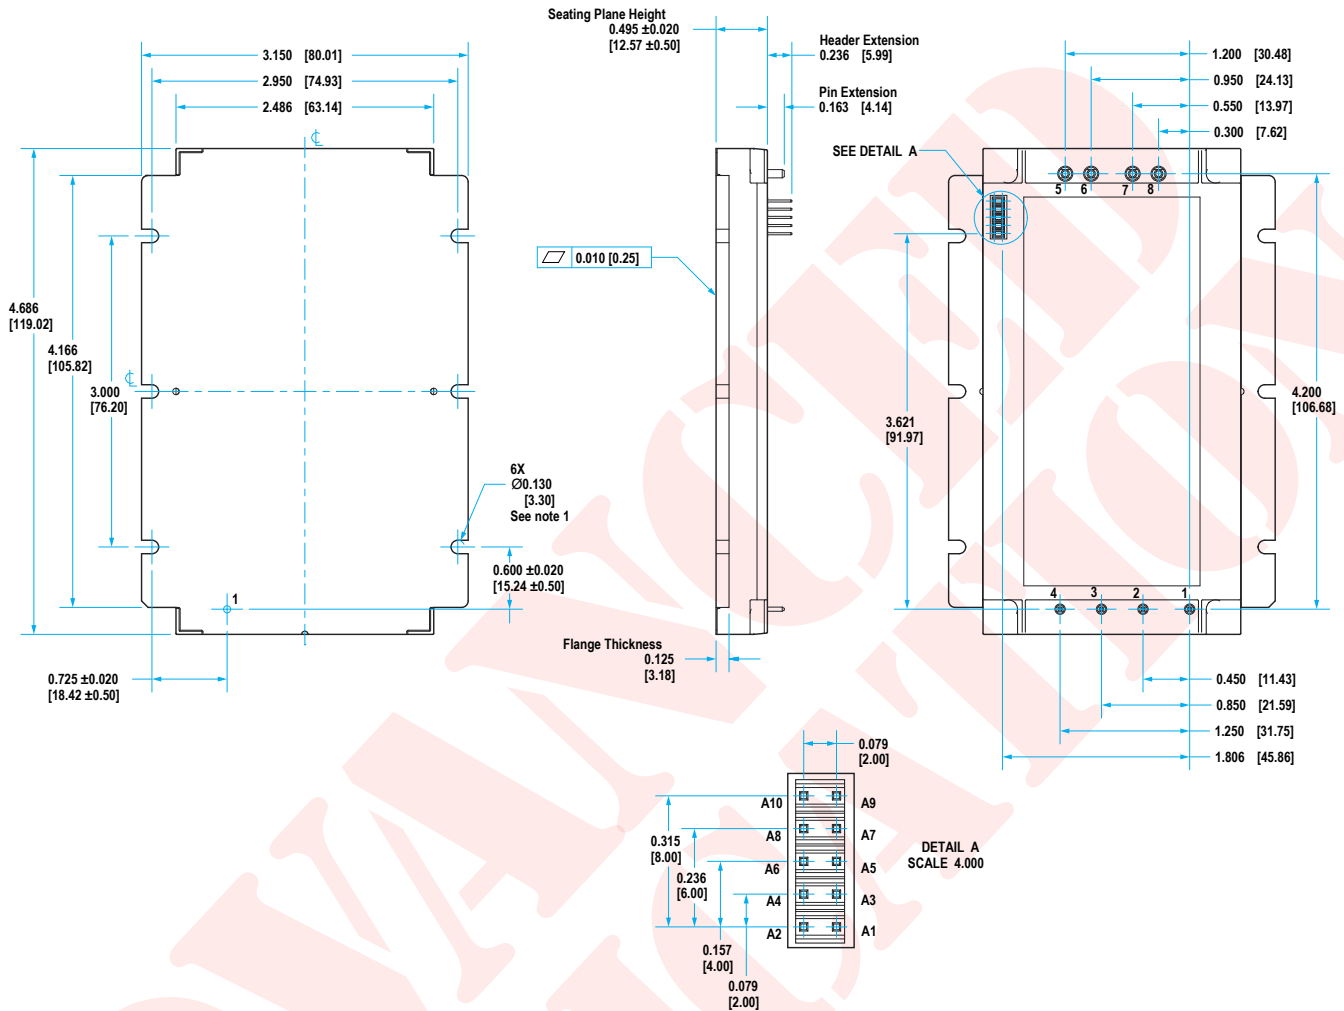 Seating Plane Height
0.495 ±0.020
[12.57 ±0.50]
Header Extension
0.236 [5.99]
Pin Extension
0.163 [4.14]
3.150 [80.01]
2.950 [74.93]
2.486 [63.14]
1.200 [30.48]
0.950 [24.13]
0.550 [13.97]
0.300 [7.62]
SEE DETAIL A
5 6 7 8
0.010 [0.25]
4.686
[119.02]
4.166
[105.82]
3.000
[76.20]
3.621
[91.97]
4.200
[106.68]
6X
Ø0.130
[3.30]
See note 1
0.600 ±0.020
[15.24 ±0.50]
1
4 3 2 1
Flange Thickness
0.125
[3.18]
0.725 ±0.020
[18.42 ±0.50]
0.450 [11.43]
0.850 [21.59]
1.250 [31.75]
1.806 [45.86]
0.079
[2.00]
A10 A9
A8 A7
A6 A5
A4 A3
A2 A1
0.315
[8.00]
0.236
[6.00]
0.157
[4.00]
0.079
[2.00]
DETAIL A
SCALE 4.000